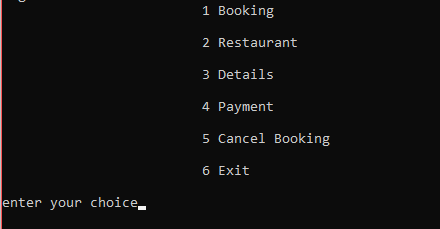 1 Booking
2 Restaurant
3 Details
4 Payment
5 Cancel Booking
6 Exit
enter your choice